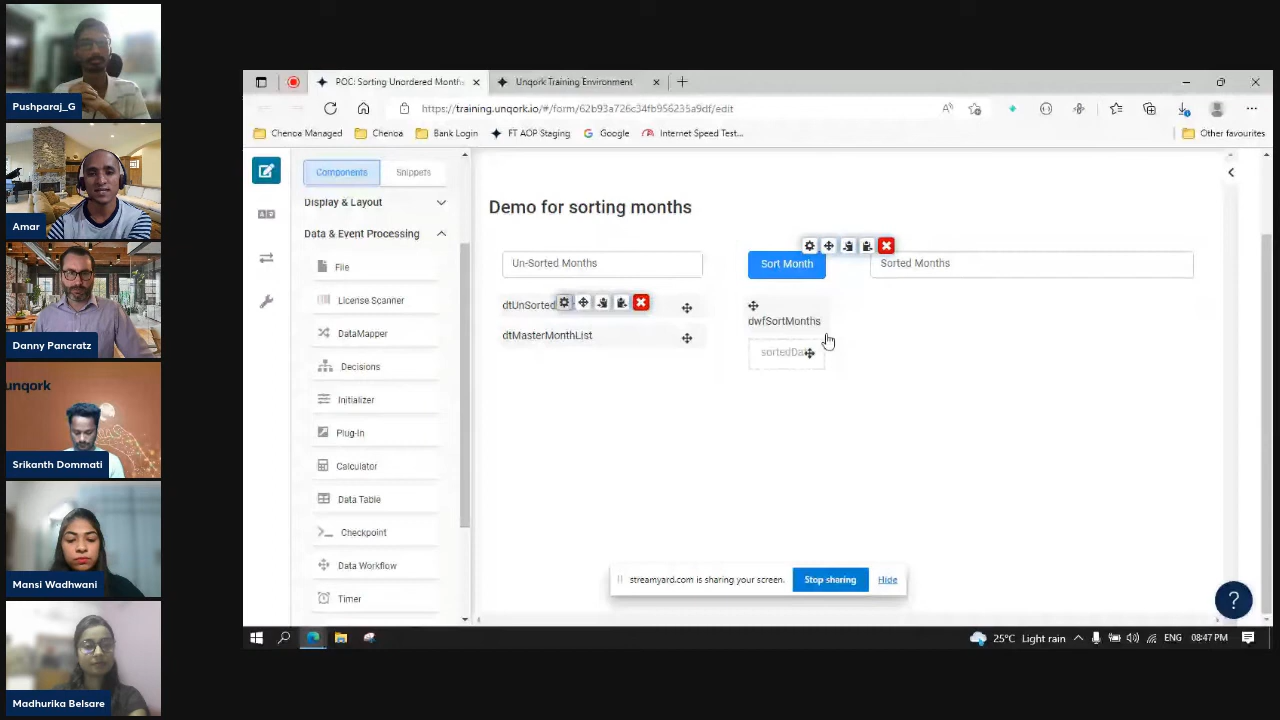 Pushparaj_G
Amar
Danny Pancratz
unqork
Srikanth Dommati
Mansi Wadhwani
Madhurika Belsare
POC: Sorting Unordered Months
Unqork Training Environment
https://training.unqork.io/#/form/62b93a726c34fb956235a9df/edit
Chenoa Managed
Chenoa
Bank Login
FT AOP Staging
Google
Internet Speed Test...
Other favourites
Components
Snippets
Display & Layout
Data & Event Processing
File
License Scanner
DataMapper
Decisions
Initializer
Plug-In
Calculator
Data Table
Checkpoint
Data Workflow
Timer
Demo for sorting months
Un-Sorted Months
Sort Month
Sorted Months
dtUnSorted
dwfSortMonths
dtMasterMonthList
streamyard.com is sharing your screen.
Stop sharing
Hide
?
25°C Light rain
ENG
08:47 PM